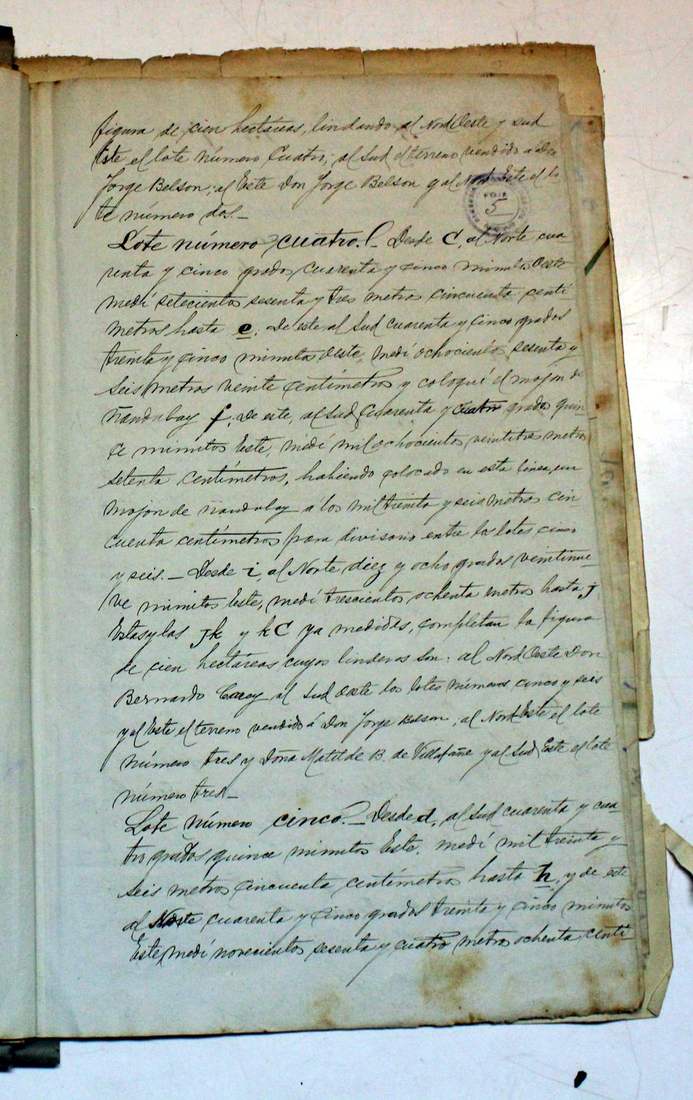 figura de cien hectareas, lindando al Nord Oeste y Sud
Este el lote número cuatro; al Sud el terreno vendido a Don
Jorge Belson; al Este Don Jorge Belson y al Nord Este el lo
te número dos.—
5
Lote número cuatro.— Desde C, al Norte cua
renta y cinco grados cuarenta y cinco minutos Oeste
medí setecientos sesenta y tres metros cincuenta centí
metros hasta e. De este al Sud cuarenta y cinco grados
treinta y cinco minutos Oeste, medí ochocientos sesenta y
seis metros veinte centímetros y coloqué el mojon de
ñandubay f. De este, al Sud cuarenta y cuatro grados quin-
ce minutos Este, medí mil ochocientos veintitres metros
setenta centímetros, habiendo colocado en esta linea, un
mojon de ñandubay a los mil treinta y seis metros cin
cuenta centímetros para divisorio entre los lotes cinco
y seis.— Desde i, al Norte diez y ocho grados veintinue-
ve minutos Este, medí trescientos ochenta metros hasta j
Estas y las jk y kC ya medidas, completan la figura
de cien hectareas cuyos linderos son: al Nord Oeste Don
Bernardo Carey al Sud Oeste los lotes números cinco y seis
y al Este el terreno vendido á Don Jorge Belson; al Nord Este el lote
número tres y Doña Matilde B. de Villafañe y al Sud Este el lote
número tres.—
Lote número cinco.— Desde d, al Sud cuarenta y cua
tro grados quince minutos Este, medí mil treinta y
seis metros cincuenta centímetros hasta h, y de este
al Norte cuarenta y cinco grados treinta y cinco minutos
Este, medí novecientos sesenta y cuatro metros ochenta centí